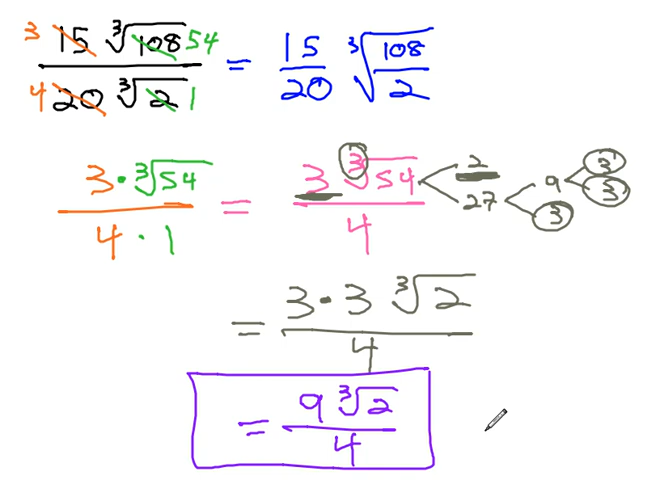 3 15 ∛108 54 / 4 20 ∛2 1 = 15/20 ∛(108/2)
3 · ∛54 / 4 · 1 = 3 ∛54 / 4 < 2, 27 < 9 < 3, 3; 3
= 3 · 3 ∛2 / 4
= 9 ∛2 / 4